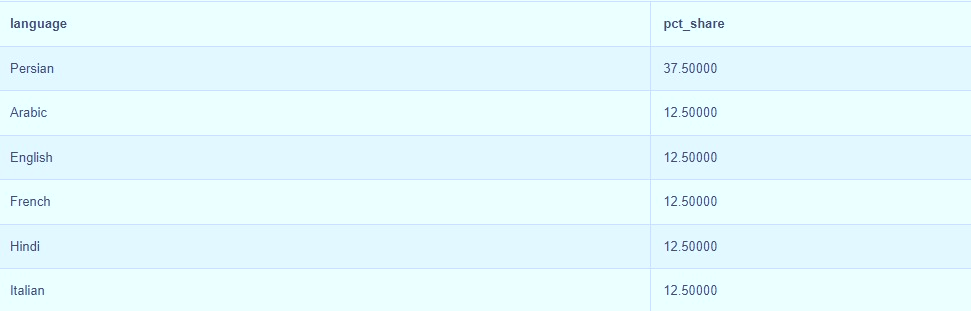 language pct_share
Persian 37.50000
Arabic 12.50000
English 12.50000
French 12.50000
Hindi 12.50000
Italian 12.50000